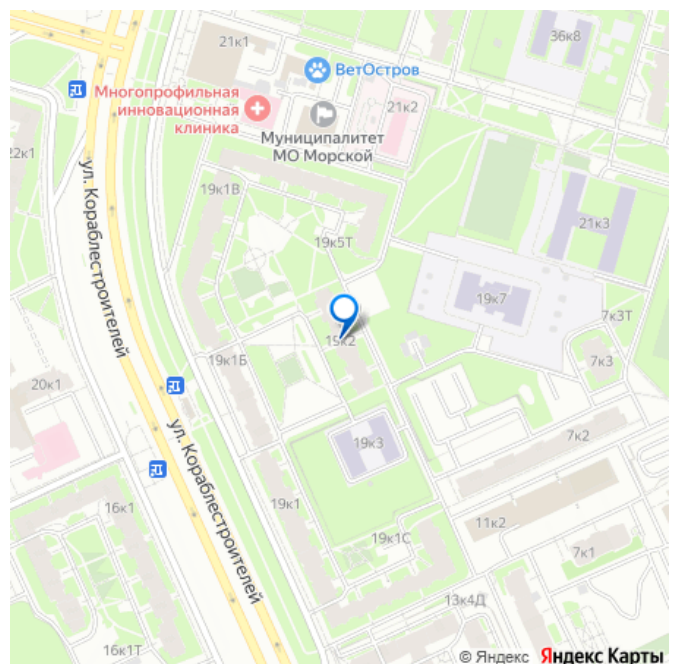 21к1
36к8
ВетОстров
Многопрофильная
инновационная
клиника
21к2
Муниципалитет
МО Морской
22к1
ул. Кораблестроителей
19к1В
21к3
19к5Т
19к7
7к3Т
19к2
19к1Б
7к3
20к1
ул. Кораблестроителей
7к2
19к3
19к1
16к1
11к2
19к1С
7к1
13к4Д
16к1Т
© Яндекс Яндекс Карты